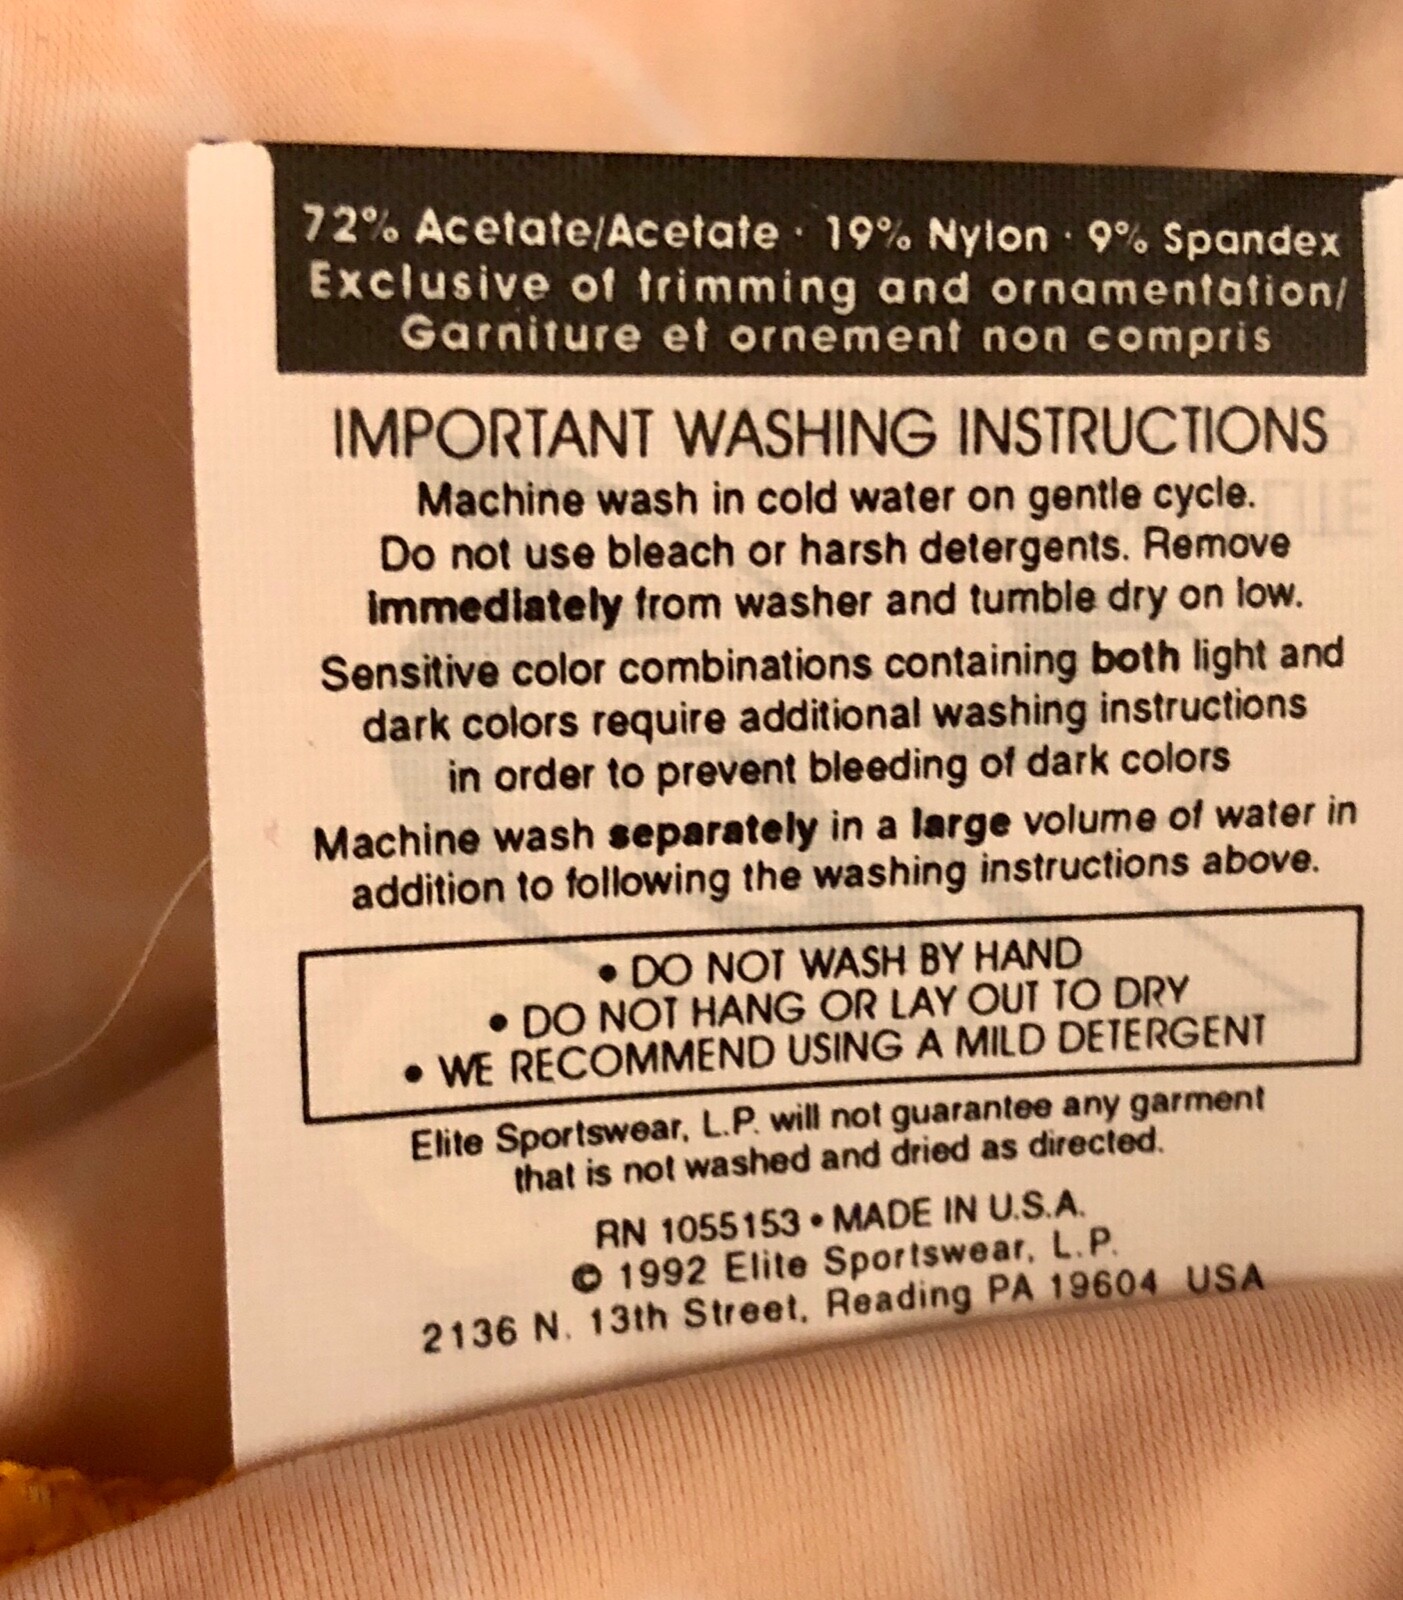 72% Acetate/Acetate · 19% Nylon · 9% Spandex
Exclusive of trimming and ornamentation/
Garniture et ornement non compris
IMPORTANT WASHING INSTRUCTIONS
Machine wash in cold water on gentle cycle.
Do not use bleach or harsh detergents. Remove
immediately from washer and tumble dry on low.
Sensitive color combinations containing both light and
dark colors require additional washing instructions
in order to prevent bleeding of dark colors
Machine wash separately in a large volume of water in
addition to following the washing instructions above.
• DO NOT WASH BY HAND
• DO NOT HANG OR LAY OUT TO DRY
• WE RECOMMEND USING A MILD DETERGENT
Elite Sportswear, L.P. will not guarantee any garment
that is not washed and dried as directed.
RN 1055153 • MADE IN U.S.A.
© 1992 Elite Sportswear, L.P.
2136 N. 13th Street, Reading PA 19604 USA